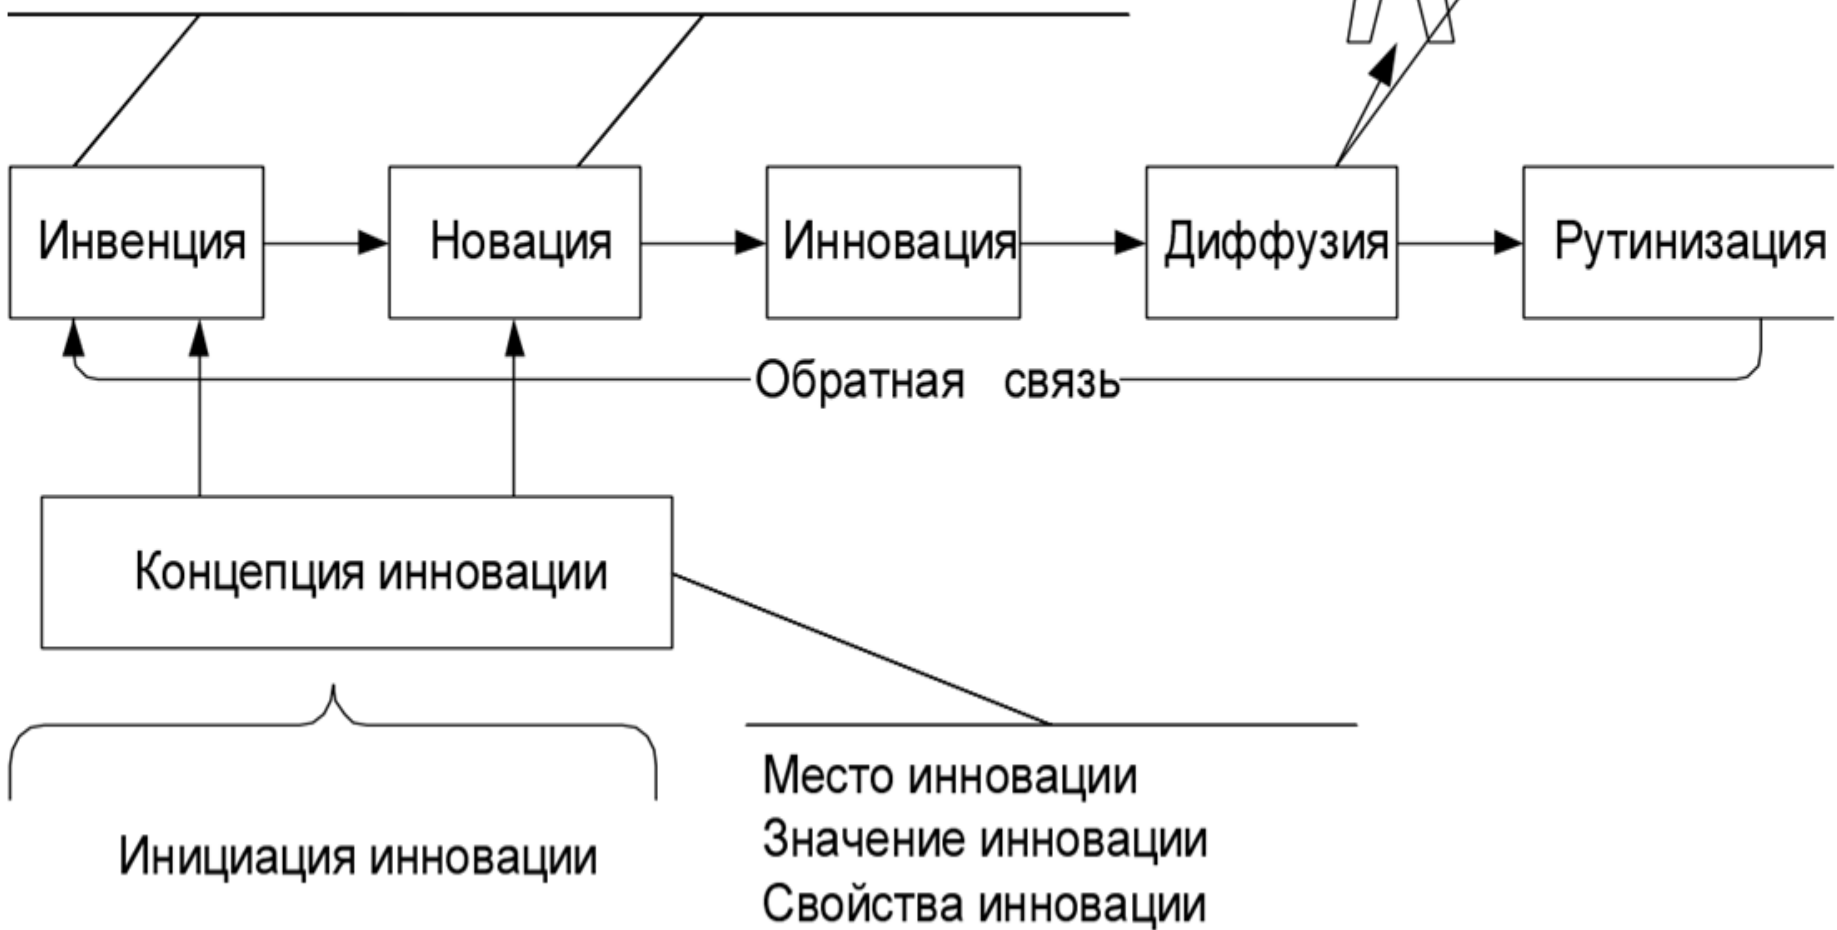 Инвенция
Новация
Инновация
Диффузия
Рутинизация
Обратная связь
Концепция инновации
Инициация инновации
Место инновации
Значение инновации
Свойства инновации